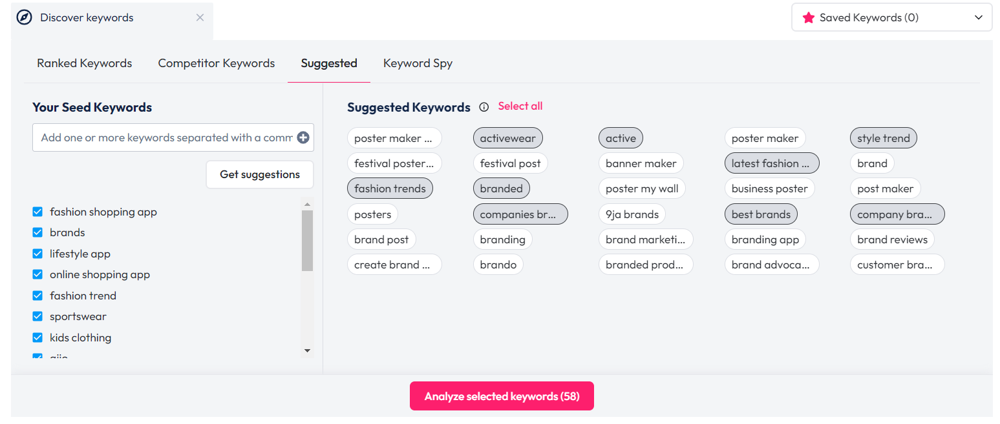 Discover keywords
Saved Keywords (0)
Ranked Keywords Competitor Keywords Suggested Keyword Spy
Your Seed Keywords
Add one or more keywords separated with a comm
Get suggestions
fashion shopping app
brands
lifestyle app
online shopping app
fashion trend
sportswear
kids clothing
Suggested Keywords Select all
poster maker ... activewear active poster maker style trend
festival poster... festival post banner maker latest fashion ... brand
fashion trends branded poster my wall business poster post maker
posters companies br... 9ja brands best brands company bra...
brand post branding brand marketi... branding app brand reviews
create brand ... brando branded prod... brand advoca... customer bra...
Analyze selected keywords (58)